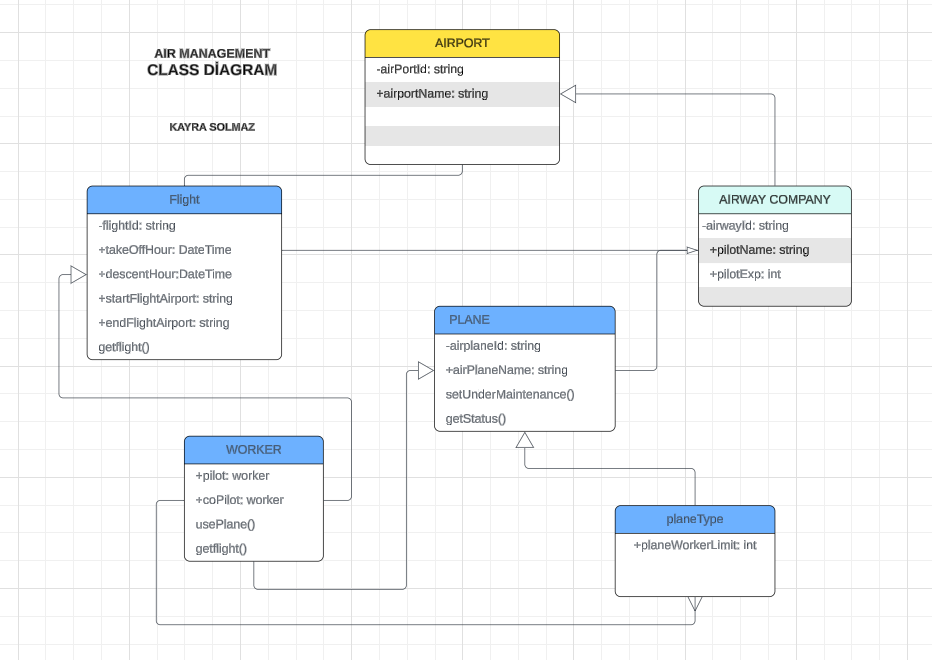 AIR MANAGEMENT
CLASS DİAGRAM
KAYRA SOLMAZ
AIRPORT
-airPortId: string
+airportName: string
Flight
-flightId: string
+takeOffHour: DateTime
+descentHour:DateTime
+startFlightAirport: string
+endFlightAirport: string
getflight()
AIRWAY COMPANY
-airwayId: string
+pilotName: string
+pilotExp: int
PLANE
-airplaneId: string
+airPlaneName: string
setUnderMaintenance()
getStatus()
WORKER
+pilot: worker
+coPilot: worker
usePlane()
getflight()
planeType
+planeWorkerLimit: int